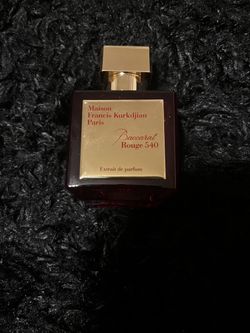 Maison
Francis Kurkdjian
Paris
Baccarat
Rouge 540
Extrait de parfum